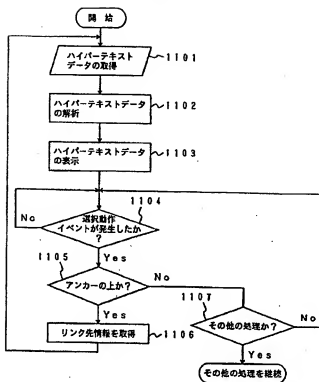 開 始
ハイパーテキスト
データの取得
1101
ハイパーテキストデータ
の解析
1102
ハイパーテキストデータ
の表示
1103
1104
選択動作
イベントが発生したか
?
No
Yes
1105
アンカーの上か?
No
Yes
1107
リンク先情報を取得
1106
その他の処理か?
No
Yes
その他の処理を継続